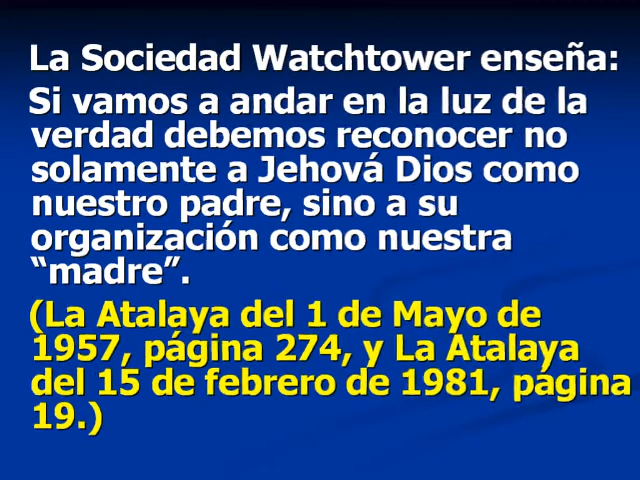 La Sociedad Watchtower enseña:
Si vamos a andar en la luz de la
verdad debemos reconocer no
solamente a Jehová Dios como
nuestro padre, sino a su
organización como nuestra
“madre”.
(La Atalaya del 1 de Mayo de
1957, página 274, y La Atalaya
del 15 de febrero de 1981, página
19.)